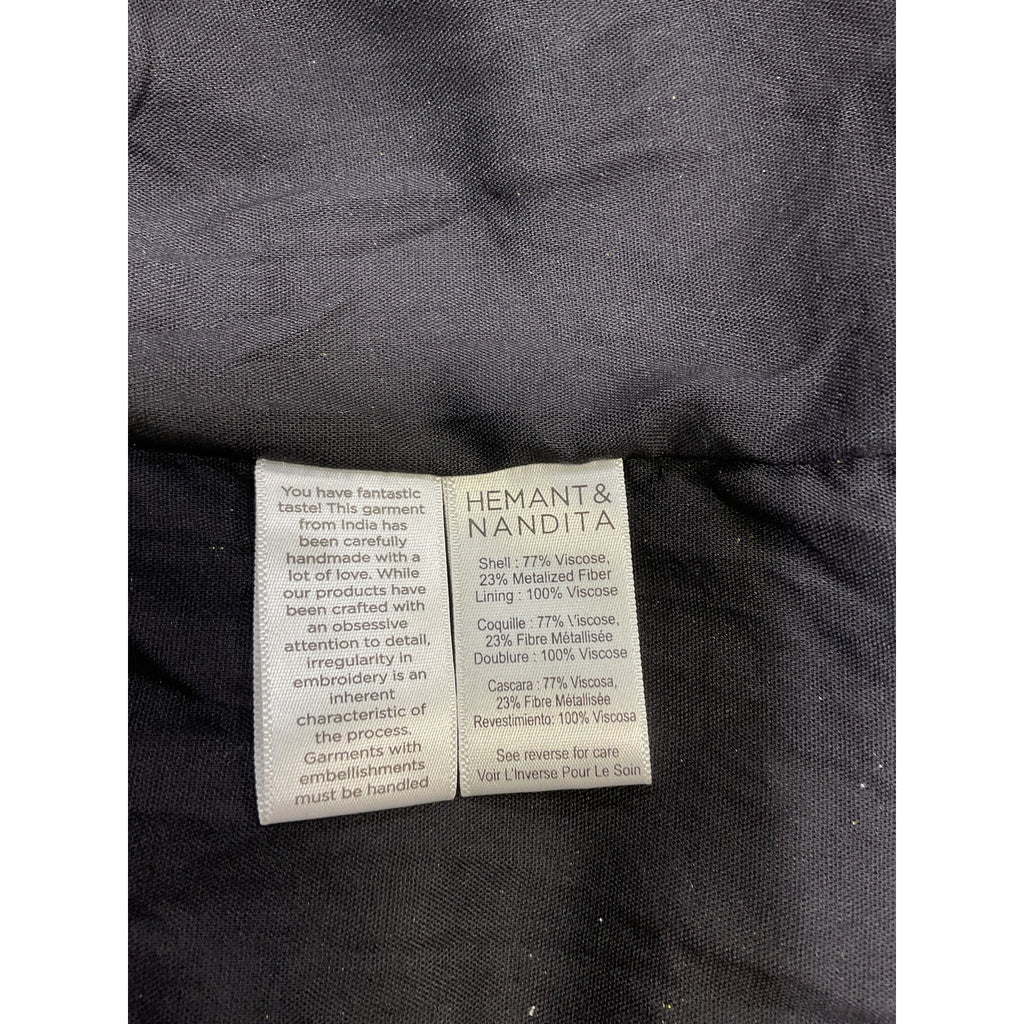 You have fantastic
taste! This garment
from India has
been carefully
handmade with a
lot of love. While
our products have
been crafted with
an obsessive
attention to detail,
irregularity in
embroidery is an
inherent
characteristic of
the process.
Garments with
embellishments
must be handled
HEMANT &
NANDITA
Shell : 77% Viscose,
23% Metalized Fiber
Lining : 100% Viscose
Coquille : 77% Viscose,
23% Fibre Métallisée
Doublure : 100% Viscose
Cascara : 77% Viscosa,
23% Fibre Métallisée
Revestimiento: 100% Viscosa
See reverse for care
Voir L'Inverse Pour Le Soin